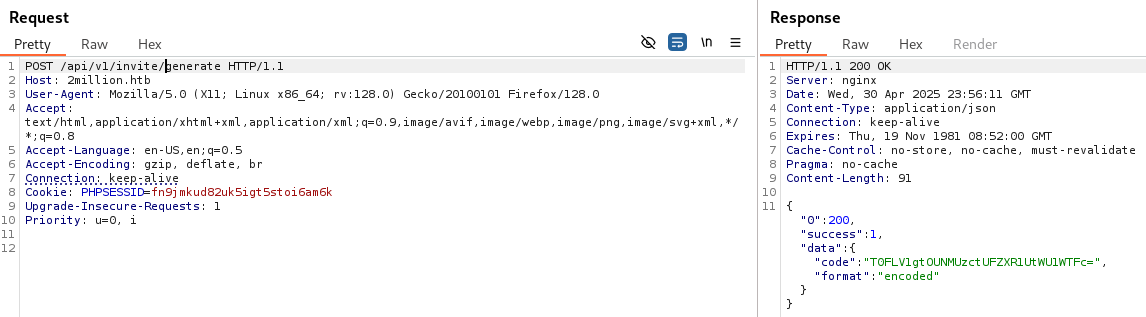 Request
Pretty Raw Hex \n
1 POST /api/v1/invite/generate HTTP/1.1
2 Host: 2million.htb
3 User-Agent: Mozilla/5.0 (X11; Linux x86_64; rv:128.0) Gecko/20100101 Firefox/128.0
4 Accept:
text/html,application/xhtml+xml,application/xml;q=0.9,image/avif,image/webp,image/png,image/svg+xml,*/
*;q=0.8
5 Accept-Language: en-US,en;q=0.5
6 Accept-Encoding: gzip, deflate, br
7 Connection: keep-alive
8 Cookie: PHPSESSID=fn9jmkud82uk5igt5stoi6am6k
9 Upgrade-Insecure-Requests: 1
10 Priority: u=0, i
11
12
Response
Pretty Raw Hex Render
1 HTTP/1.1 200 OK
2 Server: nginx
3 Date: Wed, 30 Apr 2025 23:56:11 GMT
4 Content-Type: application/json
5 Connection: keep-alive
6 Expires: Thu, 19 Nov 1981 08:52:00 GMT
7 Cache-Control: no-store, no-cache, must-revalidate
8 Pragma: no-cache
9 Content-Length: 91
10
11 {
"0":200,
"success":1,
"data":{
"code":"T0FLV1gtOUNMUzctUFZXR1UtWU1WTFc=",
"format":"encoded"
}
}